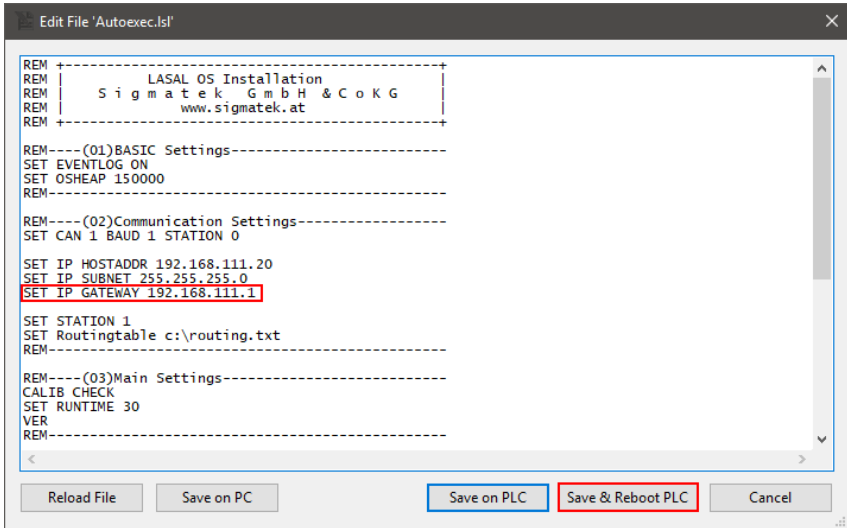 Edit File 'Autoexec.lsl'
REM +---------------------------------------------+
REM |          LASAL OS Installation              |
REM |    S i g m a t e k   G m b H  & C o K G     |
REM |             www.sigmatek.at                 |
REM +---------------------------------------------+
REM----(01)BASIC Settings--------------------------
SET EVENTLOG ON
SET OSHEAP 150000
REM------------------------------------------------
REM----(02)Communication Settings------------------
SET CAN 1 BAUD 1 STATION 0
SET IP HOSTADDR 192.168.111.20
SET IP SUBNET 255.255.255.0
SET IP GATEWAY 192.168.111.1
SET STATION 1
SET Routingtable c:\routing.txt
REM------------------------------------------------
REM----(03)Main Settings---------------------------
CALIB CHECK
SET RUNTIME 30
VER
REM------------------------------------------------
Reload File
Save on PC
Save on PLC
Save & Reboot PLC
Cancel